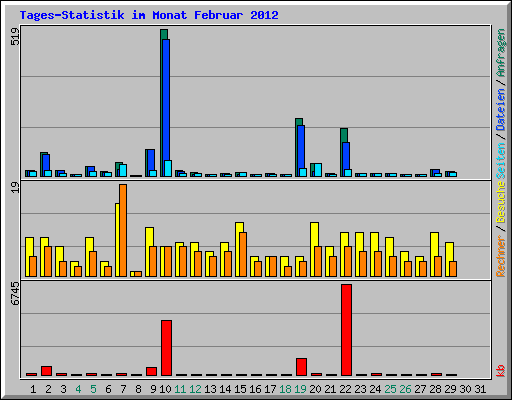 Tages-Statistik im Monat Februar 2012
519
19
6745
Rechner / Besuche Seiten / Dateien / Anfragen
kb
1 2 3 4 5 6 7 8 9 10 11 12 13 14 15 16 17 18 19 20 21 22 23 24 25 26 27 28 29 30 31